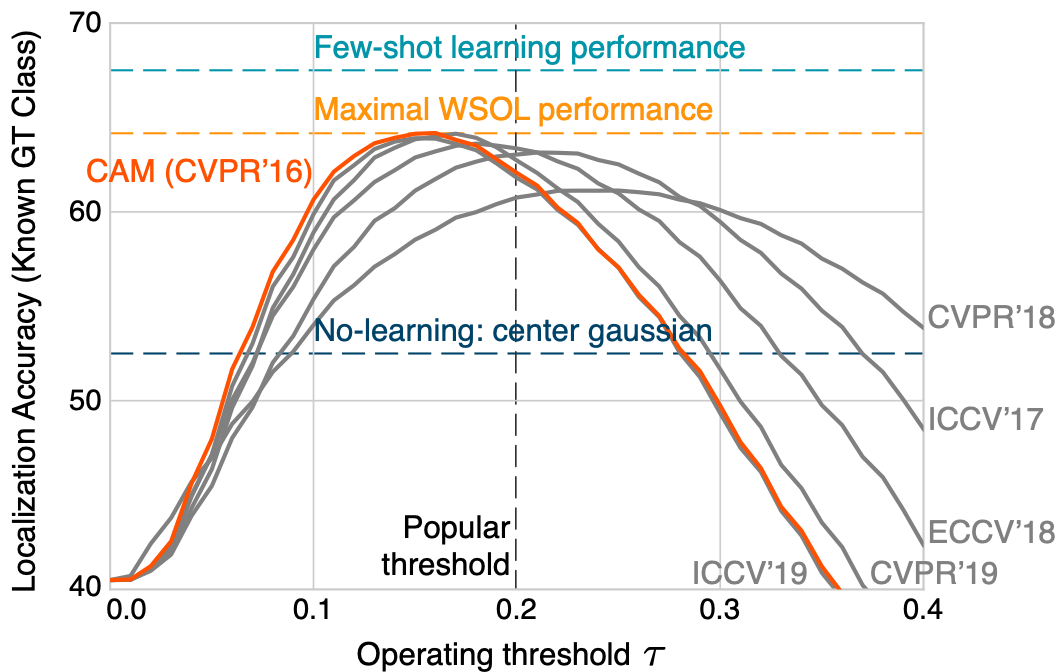 Localization Accuracy (Known GT Class)
70
60
50
40
Few-shot learning performance
Maximal WSOL performance
CAM (CVPR’16)
No-learning: center gaussian
CVPR’18
ICCV’17
ECCV’18
CVPR’19
ICCV’19
Popular
threshold
0.0 0.1 0.2 0.3 0.4
Operating threshold τ